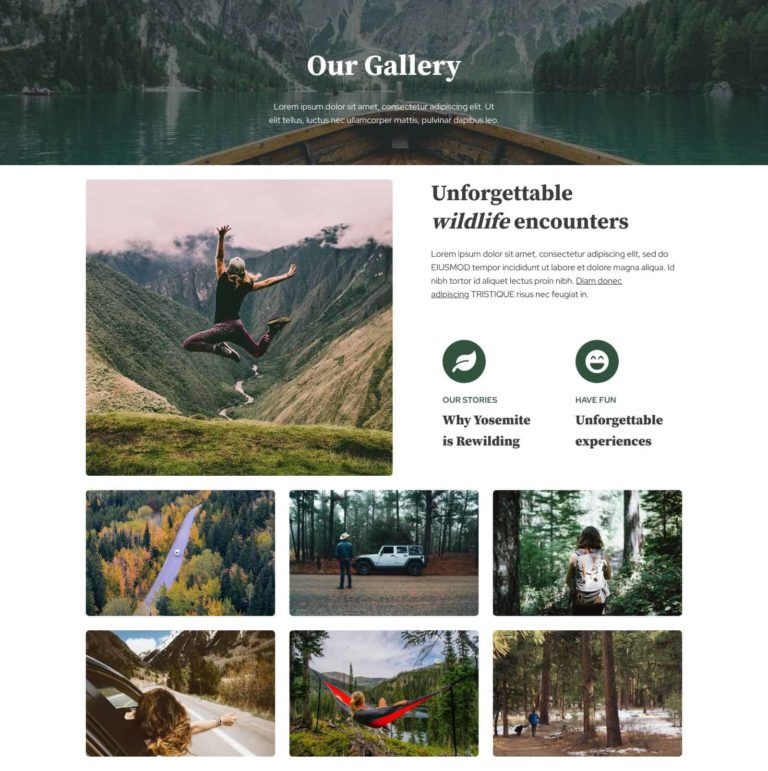 Our Gallery
Lorem ipsum dolor sit amet, consectetur adipiscing elit. Ut
elit tellus, luctus nec ullamcorper mattis, pulvinar dapibus leo.
Unforgettable
wildlife encounters
Lorem ipsum dolor sit amet, consectetur adipiscing elit, sed do
EIUSMOD tempor incididunt ut labore et dolore magna aliqua. Id
nibh tortor id aliquet lectus proin nibh. Diam donec
adipiscing TRISTIQUE risus nec feugiat in.
OUR STORIES
Why Yosemite
is Rewilding
HAVE FUN
Unforgettable
experiences